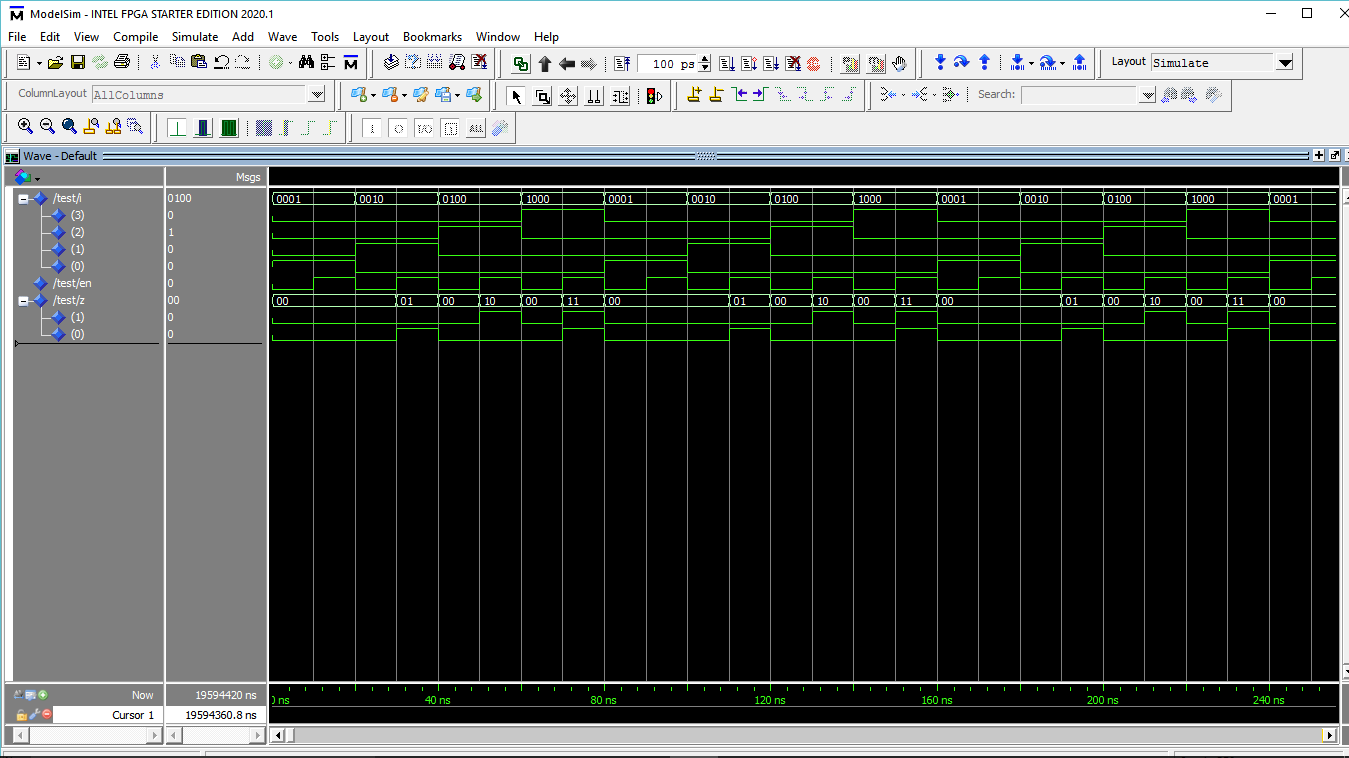 ModelSim - INTEL FPGA STARTER EDITION 2020.1
File Edit View Compile Simulate Add Wave Tools Layout Bookmarks Window Help
100 ps Layout Simulate
ColumnLayout AllColumns Search:
I/O ALL
Wave - Default
Msgs
/test/i 0100 0001 0010 0100 1000 0001 0010 0100 1000 0001 0010 0100 1000 0001
(3) 0
(2) 1
(1) 0
(0) 0
/test/en 0
/test/z 00 00 01 00 10 00 11 00 01 00 10 00 11 00 01 00 10 00 11 00
(1) 0
(0) 0
Now 19594420 ns 0 ns 40 ns 80 ns 120 ns 160 ns 200 ns 240 ns
Cursor 1 19594360.8 ns